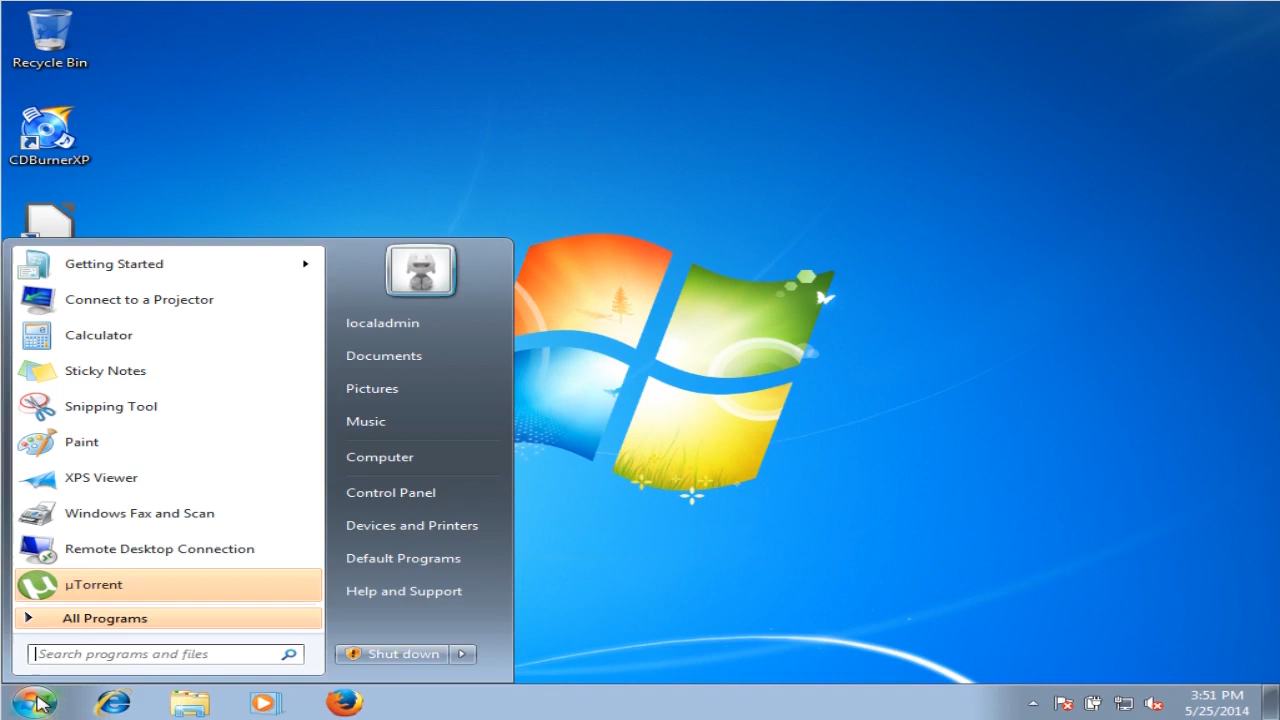 Recycle Bin
CDBurnerXP
Getting Started
Connect to a Projector
Calculator
Sticky Notes
Snipping Tool
Paint
XPS Viewer
Windows Fax and Scan
Remote Desktop Connection
µTorrent
All Programs
Search programs and files
localadmin
Documents
Pictures
Music
Computer
Control Panel
Devices and Printers
Default Programs
Help and Support
Shut down
3:51 PM
5/25/2014